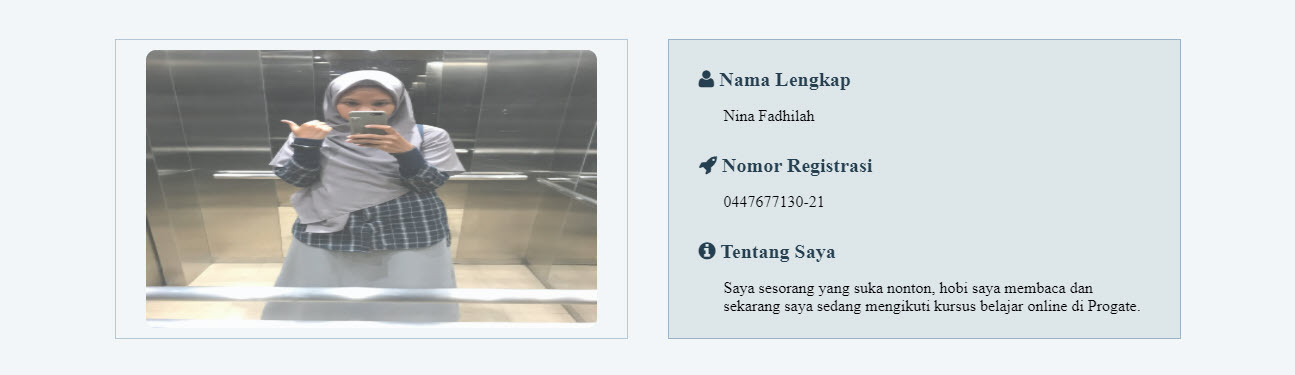 Nama Lengkap
Nina Fadhilah
Nomor Registrasi
0447677130-21
Tentang Saya
Saya sesorang yang suka nonton, hobi saya membaca dan
sekarang saya sedang mengikuti kursus belajar online di Progate.